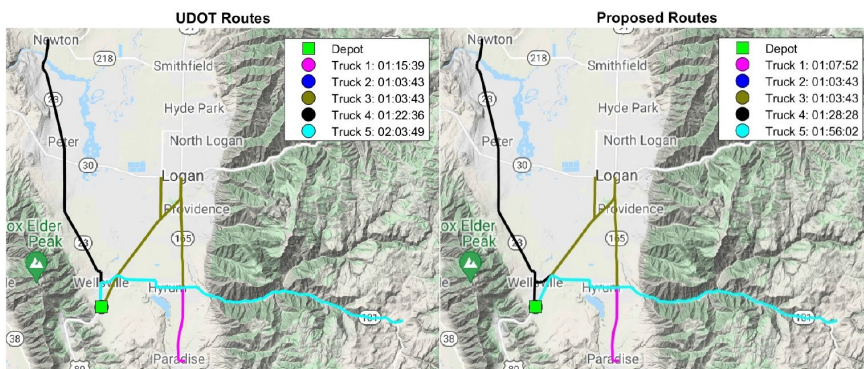 UDOT Routes
Newton
218
Smithfield
Hyde Park
23
Peter
North Logan
30
Logan
Providence
ox Elder
Peak
23
165
Wellsville
Hyrum
101
38
Paradise
Depot
Truck 1: 01:15:39
Truck 2: 01:03:43
Truck 3: 01:03:43
Truck 4: 01:22:36
Truck 5: 02:03:49
Proposed Routes
Newton
218
Smithfield
Hyde Park
23
Peter
North Logan
30
Logan
Providence
ox Elder
Peak
23
165
Wellsville
Hyrum
101
38
Paradise
Depot
Truck 1: 01:07:52
Truck 2: 01:03:43
Truck 3: 01:03:43
Truck 4: 01:28:28
Truck 5: 01:56:02